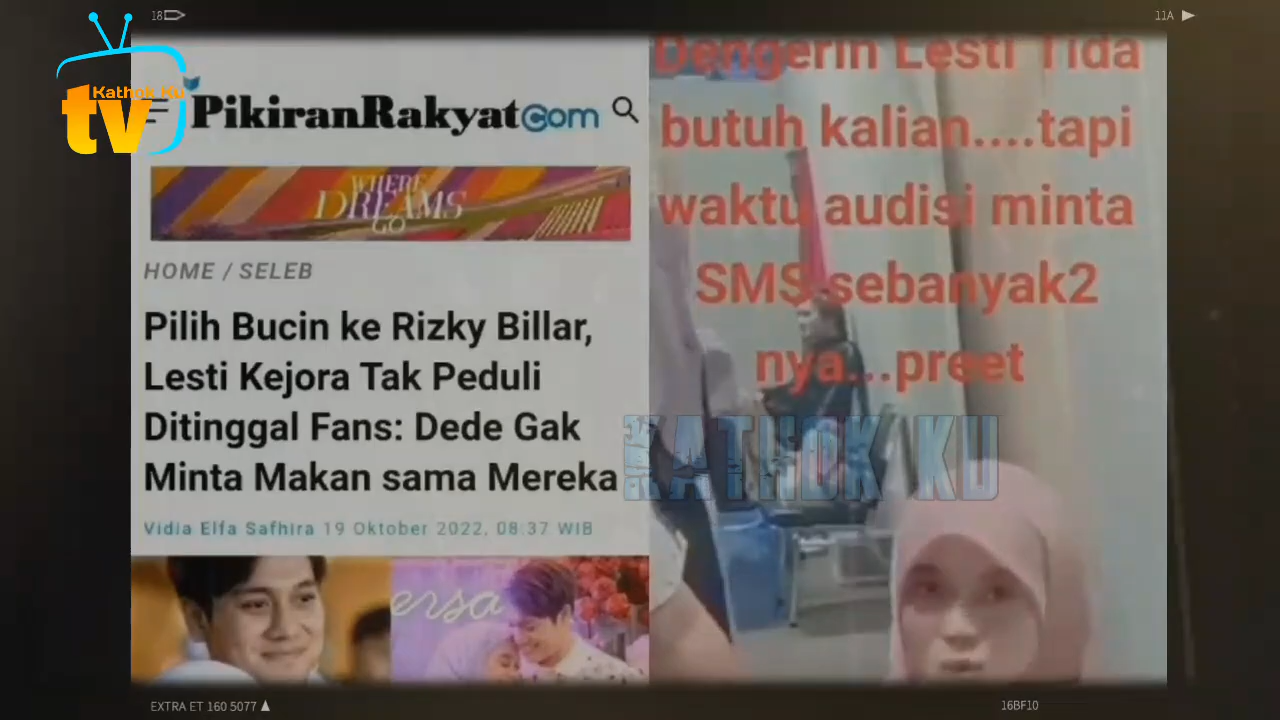 18
11A
Kathok Ku
tv
PikiranRakyat.com
WHERE
DREAMS
GO
HOME / SELEB
Pilih Bucin ke Rizky Billar,
Lesti Kejora Tak Peduli
Ditinggal Fans: Dede Gak
Minta Makan sama Mereka
Vidia Elfa Safhira 19 Oktober 2022, 08:37 WIB
ersa
Dengerin Lesti Tida
butuh kalian....tapi
waktu audisi minta
SMS sebanyak2
nya...preet
KATHOK KU
EXTRA ET 160 5077
16BF10